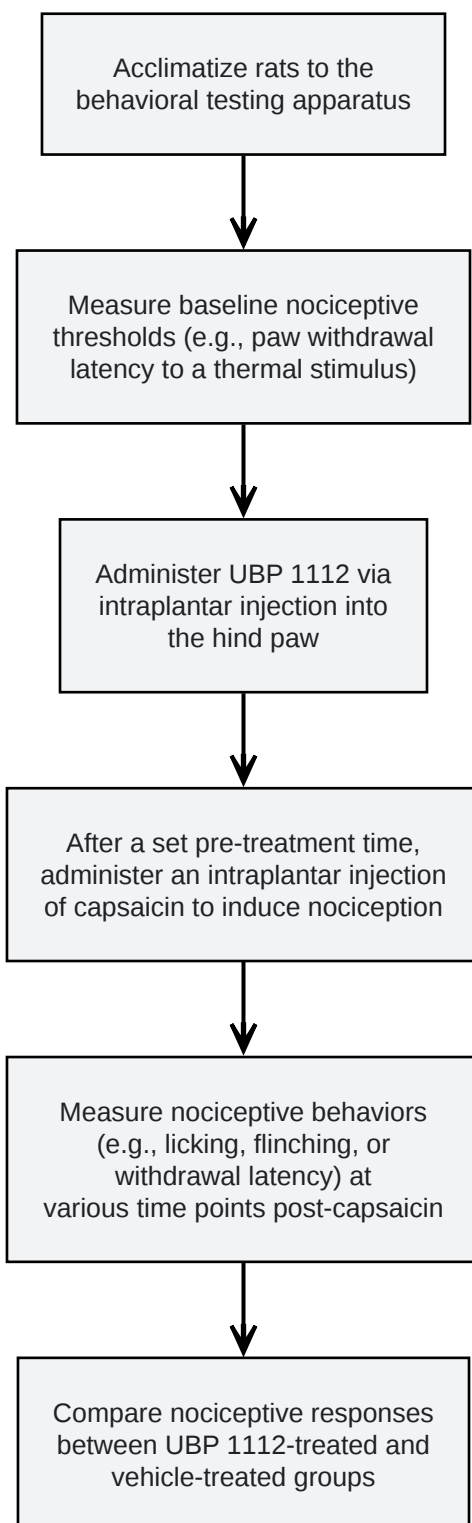 Acclimatize rats to the
behavioral testing apparatus
Measure baseline nociceptive
thresholds (e.g., paw withdrawal
latency to a thermal stimulus)
Administer UBP 1112 via
intraplantar injection into
the hind paw
After a set pre-treatment time,
administer an intraplantar injection
of capsaicin to induce nociception
Measure nociceptive behaviors
(e.g., licking, flinching, or
withdrawal latency) at
various time points post-capsaicin
Compare nociceptive responses
between UBP 1112-treated and
vehicle-treated groups